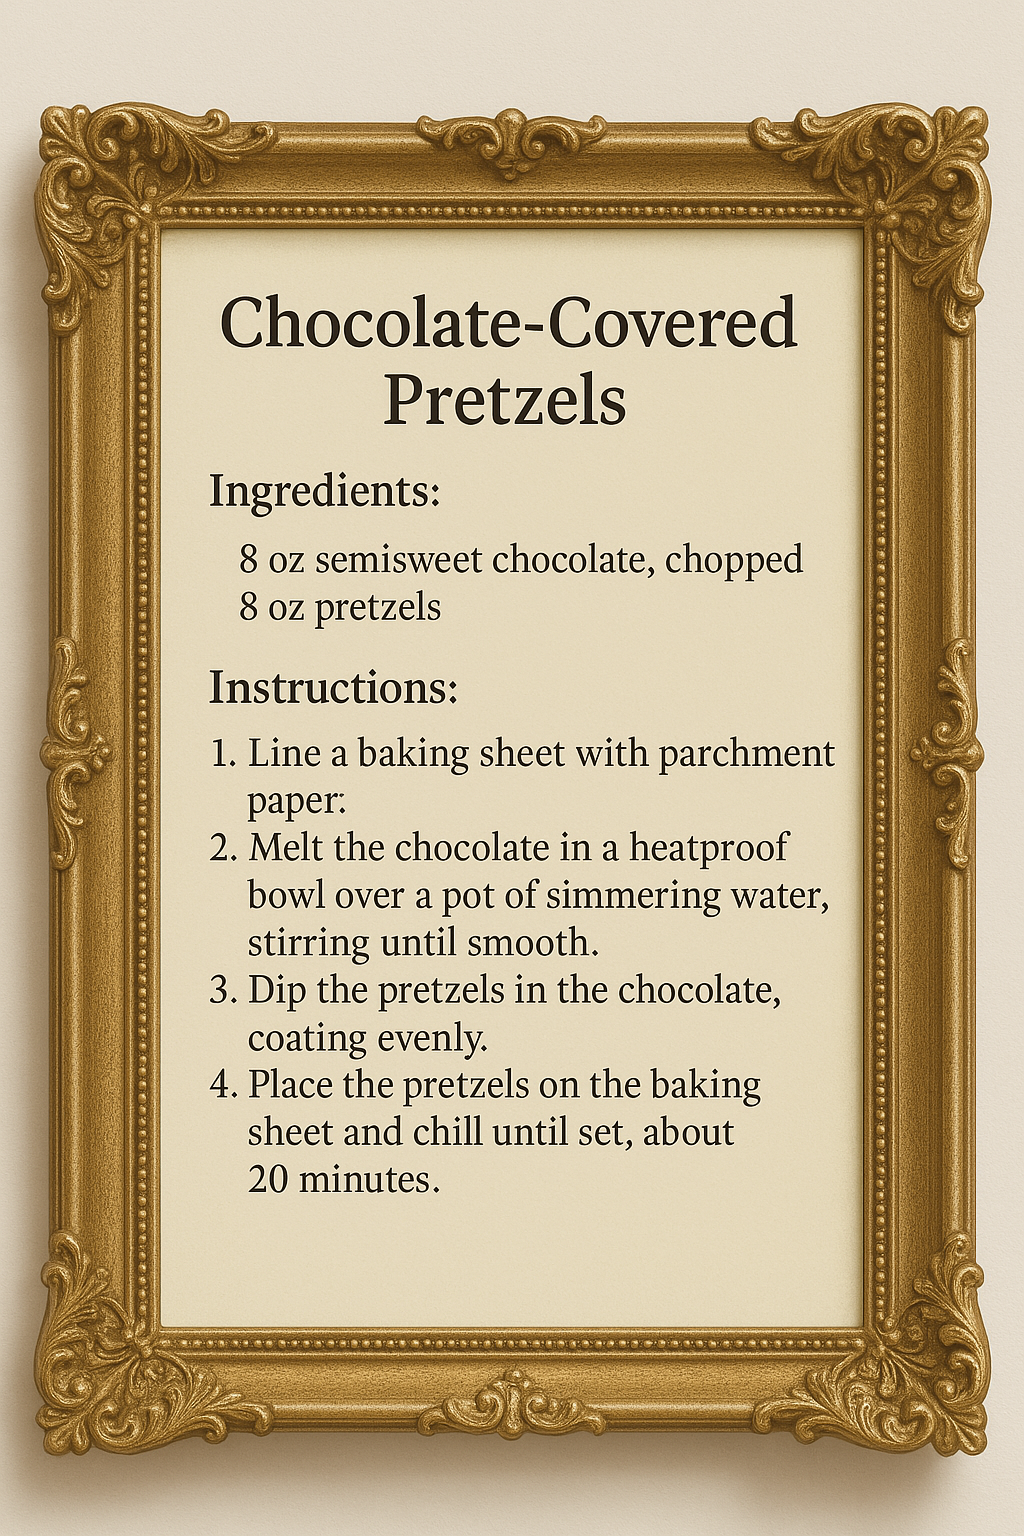 Chocolate-Covered
Pretzels
Ingredients:
8 oz semisweet chocolate, chopped
8 oz pretzels
Instructions:
1. Line a baking sheet with parchment
paper:
2. Melt the chocolate in a heatproof
bowl over a pot of simmering water,
stirring until smooth.
3. Dip the pretzels in the chocolate,
coating evenly.
4. Place the pretzels on the baking
sheet and chill until set, about
20 minutes.